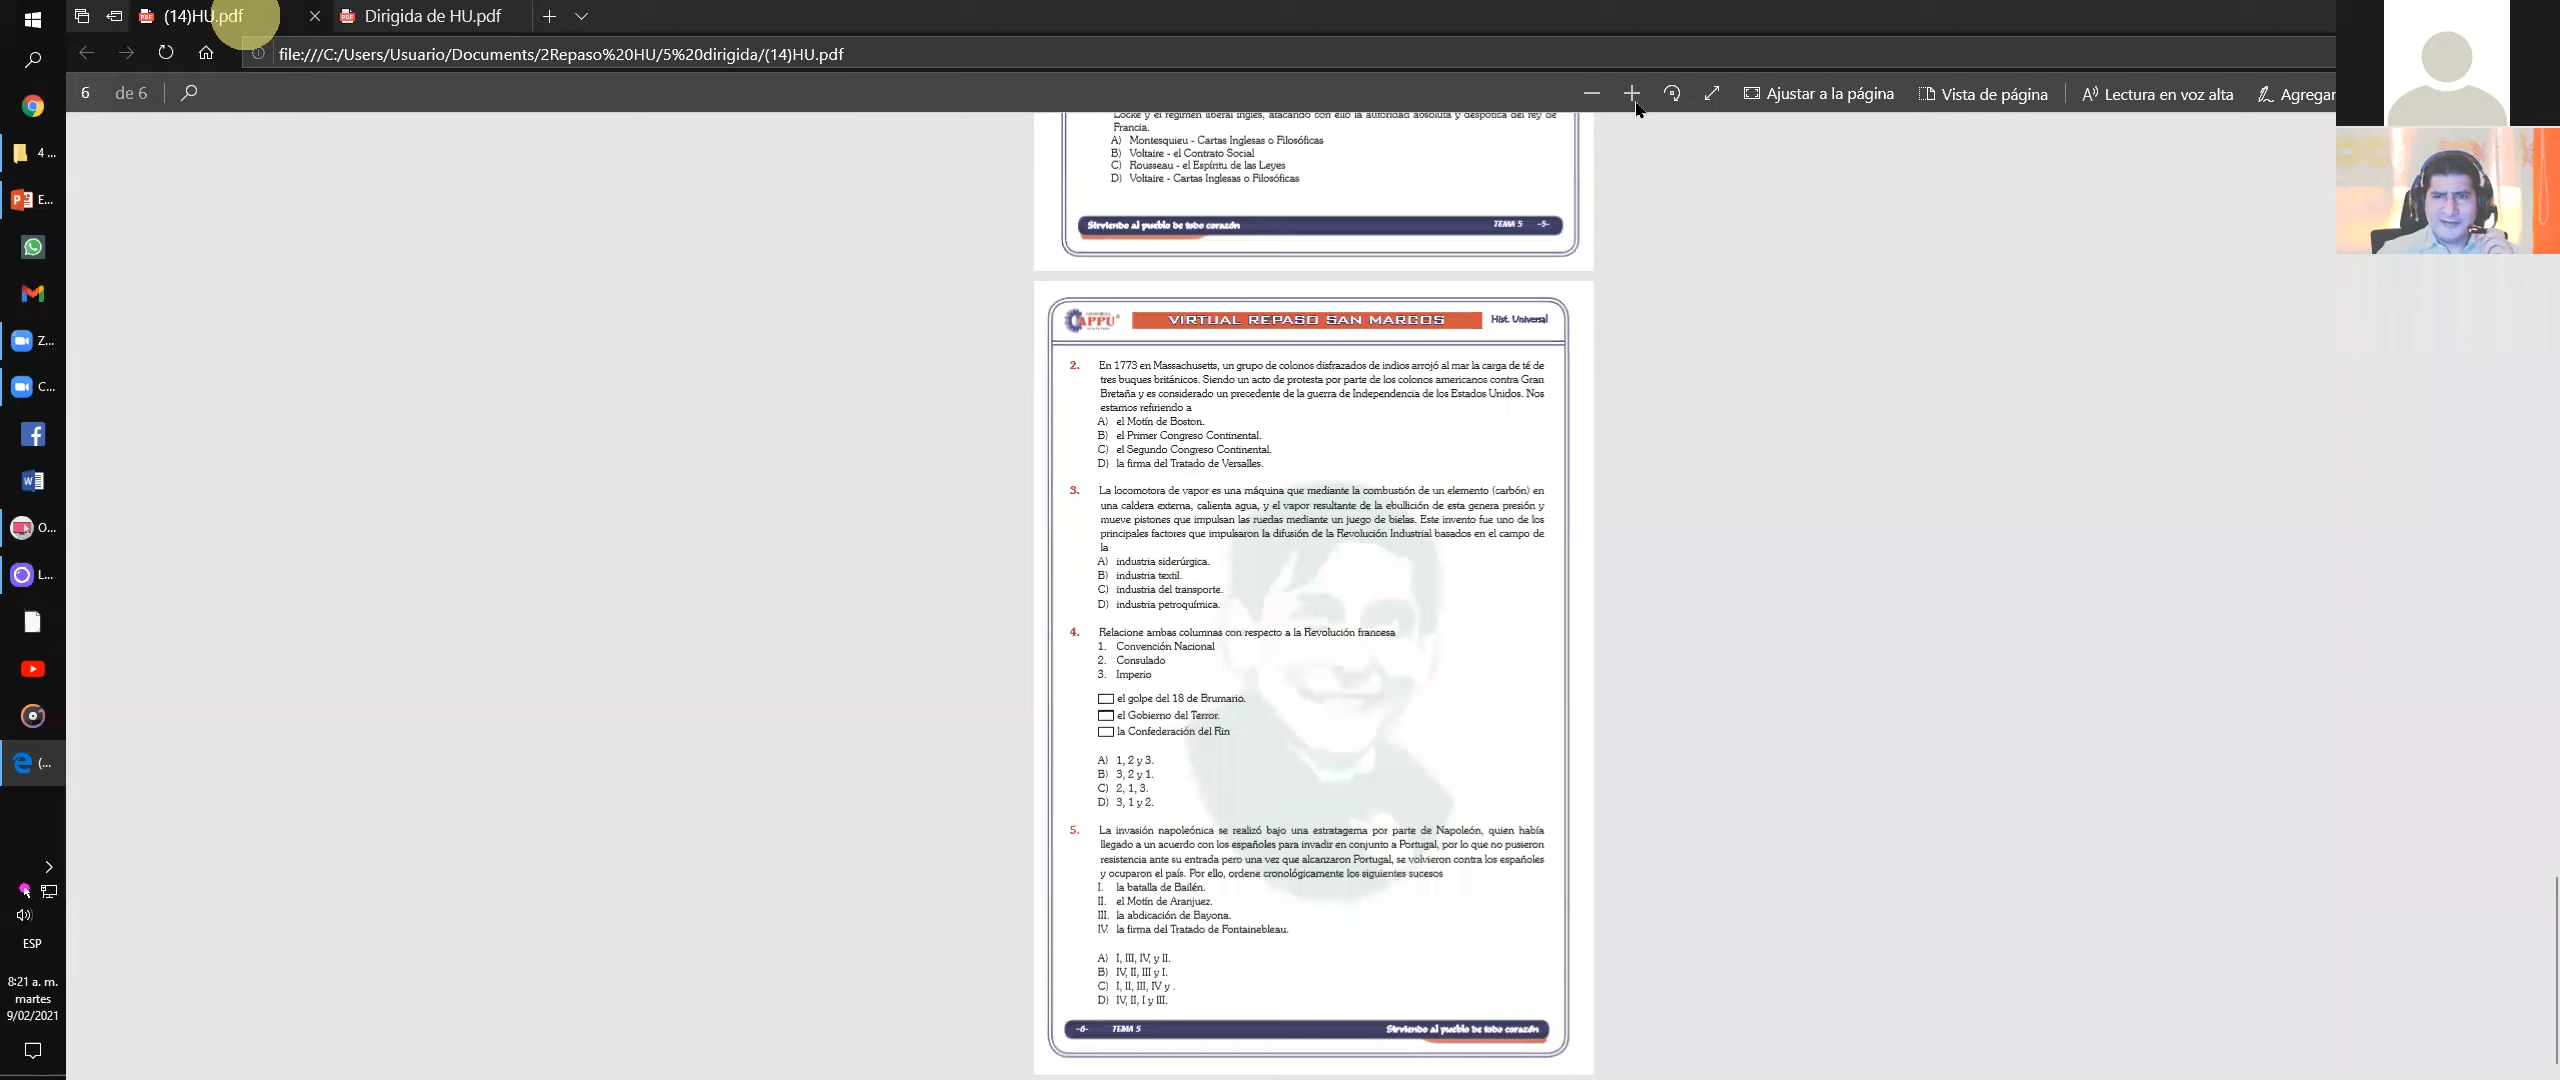 (14)HU.pdf
Dirigida de HU.pdf
file:///C:/Users/Usuario/Documents/2Repaso%20HU/5%20dirigida/(14)HU.pdf
6 de 6
Ajustar a la página
Vista de página
Lectura en voz alta
Agregar
4 ...
E...
Z...
C...
O...
L...
(...
ESP
8:21 a. m.
martes
9/02/2021
Locke y el régimen liberal inglés, atacando con ello la autoridad absoluta y despótica del rey de
Francia.
A) Montesquieu - Cartas Inglesas o Filosóficas
B) Voltaire - el Contrato Social
C) Rousseau - el Espíritu de las Leyes
D) Voltaire - Cartas Inglesas o Filosóficas
Sirviendo al pueblo de todo corazón
TEMA 5 -5-
APPU
VIRTUAL REPASO SAN MARCOS
Hist. Universal
2. En 1773 en Massachusetts, un grupo de colonos disfrazados de indios arrojó al mar la carga de té de
tres buques británicos. Siendo un acto de protesta por parte de los colonos americanos contra Gran
Bretaña y es considerado un precedente de la guerra de Independencia de los Estados Unidos. Nos
estamos refiriendo a
A) el Motín de Boston.
B) el Primer Congreso Continental.
C) el Segundo Congreso Continental.
D) la firma del Tratado de Versalles.
3. La locomotora de vapor es una máquina que mediante la combustión de un elemento (carbón) en
una caldera externa, calienta agua, y el vapor resultante de la ebullición de esta genera presión y
mueve pistones que impulsan las ruedas mediante un juego de bielas. Este invento fue uno de los
principales factores que impulsaron la difusión de la Revolución Industrial basados en el campo de
la
A) industria siderúrgica.
B) industria textil.
C) industria del transporte.
D) industria petroquímica.
4. Relacione ambas columnas con respecto a la Revolución francesa
1. Convención Nacional
2. Consulado
3. Imperio
el golpe del 18 de Brumario.
el Gobierno del Terror.
la Confederación del Rin
A) 1, 2 y 3.
B) 3, 2 y 1.
C) 2, 1, 3.
D) 3, 1 y 2.
5. La invasión napoleónica se realizó bajo una estratagema por parte de Napoleón, quien había
llegado a un acuerdo con los españoles para invadir en conjunto a Portugal, por lo que no pusieron
resistencia ante su entrada pero una vez que alcanzaron Portugal, se volvieron contra los españoles
y ocuparon el país. Por ello, ordene cronológicamente los siguientes sucesos
I. la batalla de Bailén.
II. el Motín de Aranjuez.
III. la abdicación de Bayona.
IV. la firma del Tratado de Fontainebleau.
A) I, III, IV, y II.
B) IV, II, III y I.
C) I, II, III, IV y .
D) IV, II, I y III.
-6- TEMA 5
Sirviendo al pueblo de todo corazón